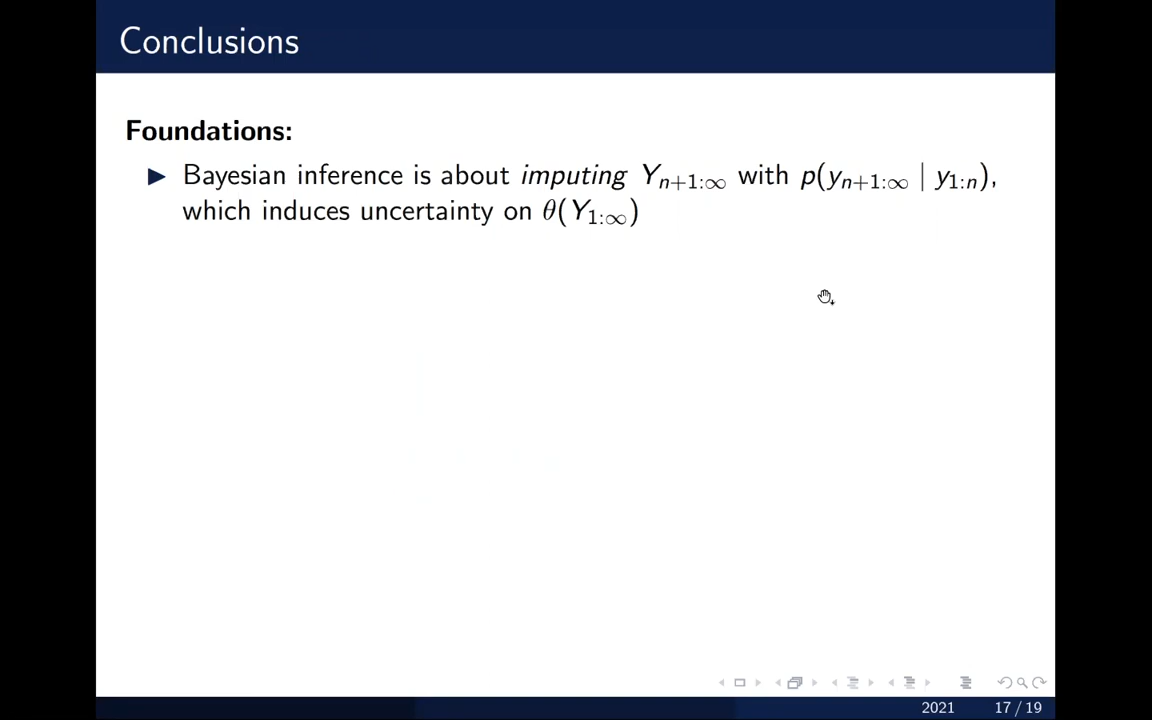 Conclusions
Foundations:
▶ Bayesian inference is about imputing Y_{n+1:∞} with p(y_{n+1:∞} | y_{1:n}),
which induces uncertainty on θ(Y_{1:∞})
2021 17 / 19